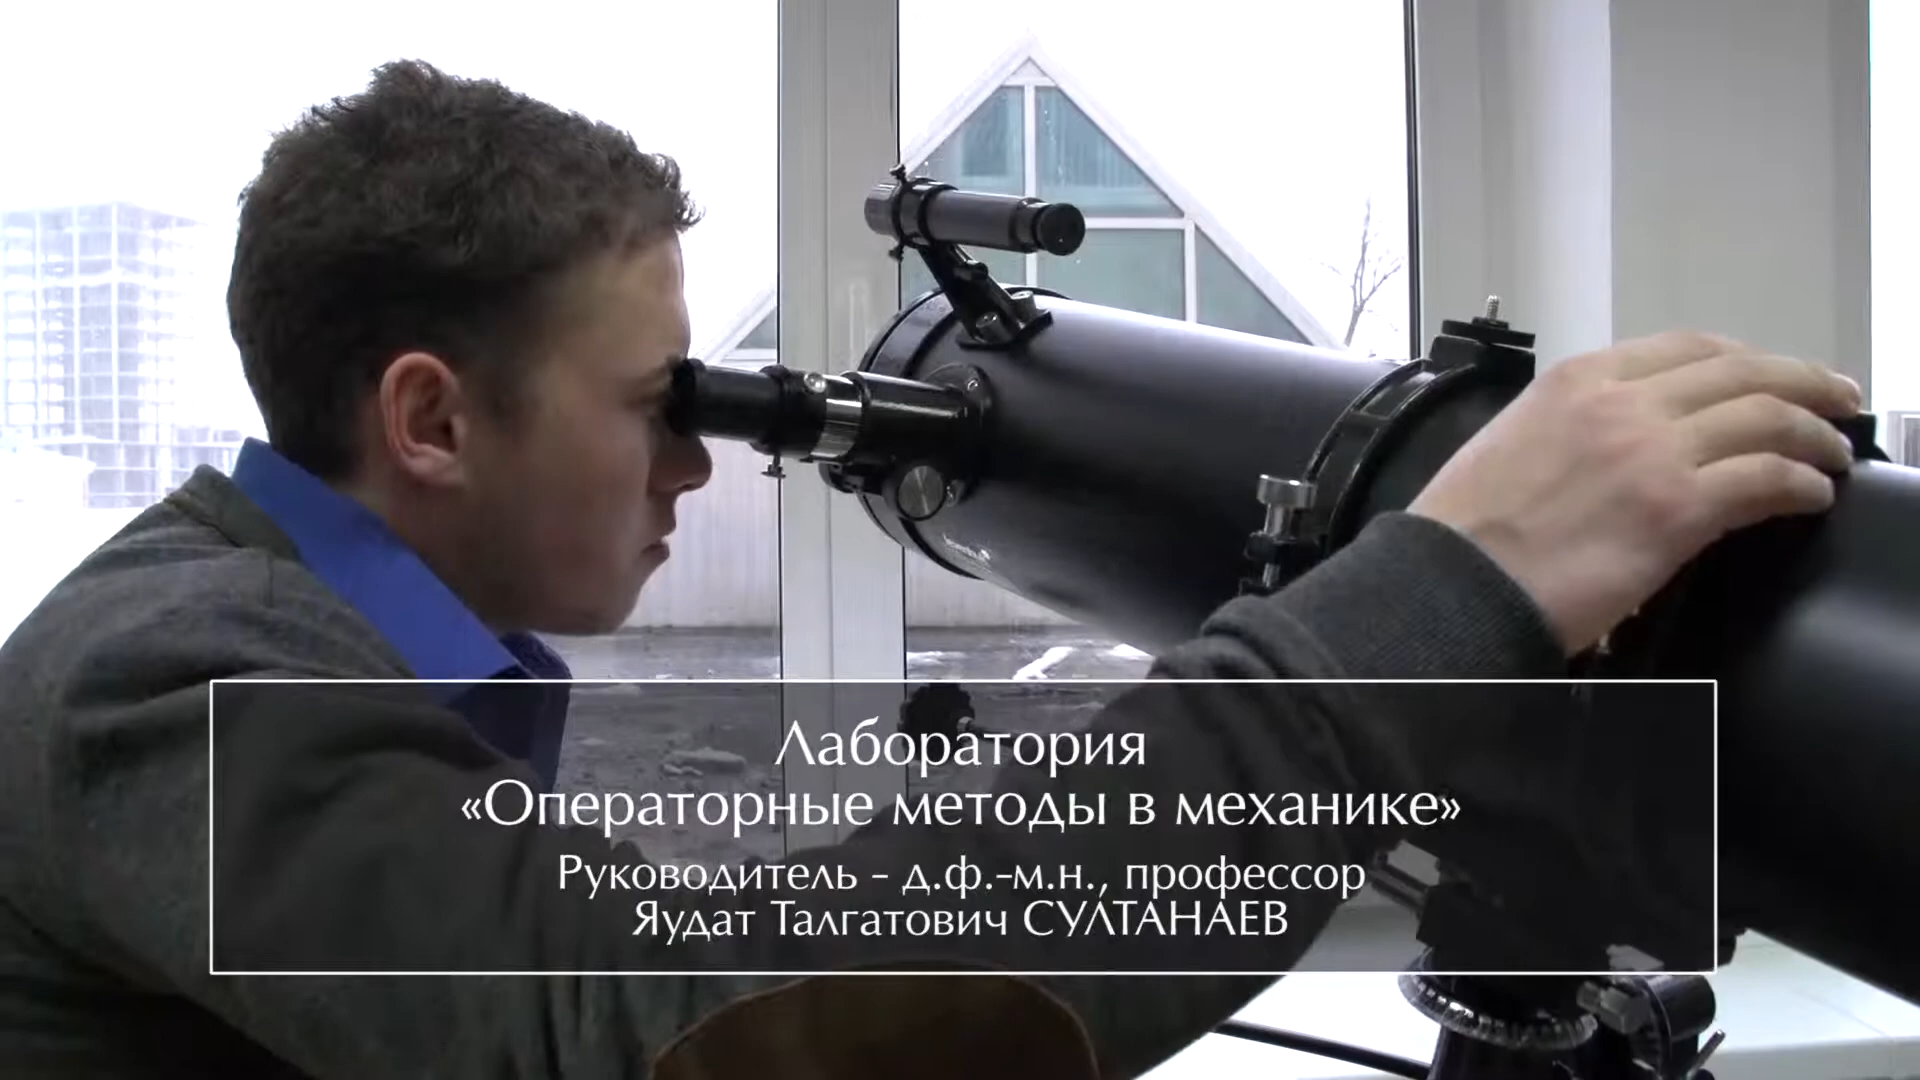 Лаборатория
«Операторные методы в механике»
Руководитель - д.ф.-м.н., профессор
Яудат Талгатович СУЛТАНАЕВ